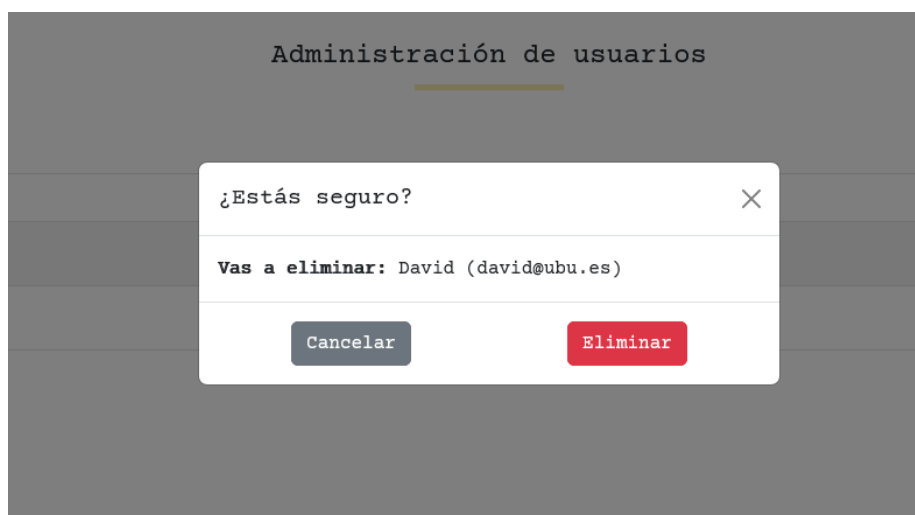 Administración de usuarios
¿Estás seguro?
Vas a eliminar: David (david@ubu.es)
Cancelar
Eliminar